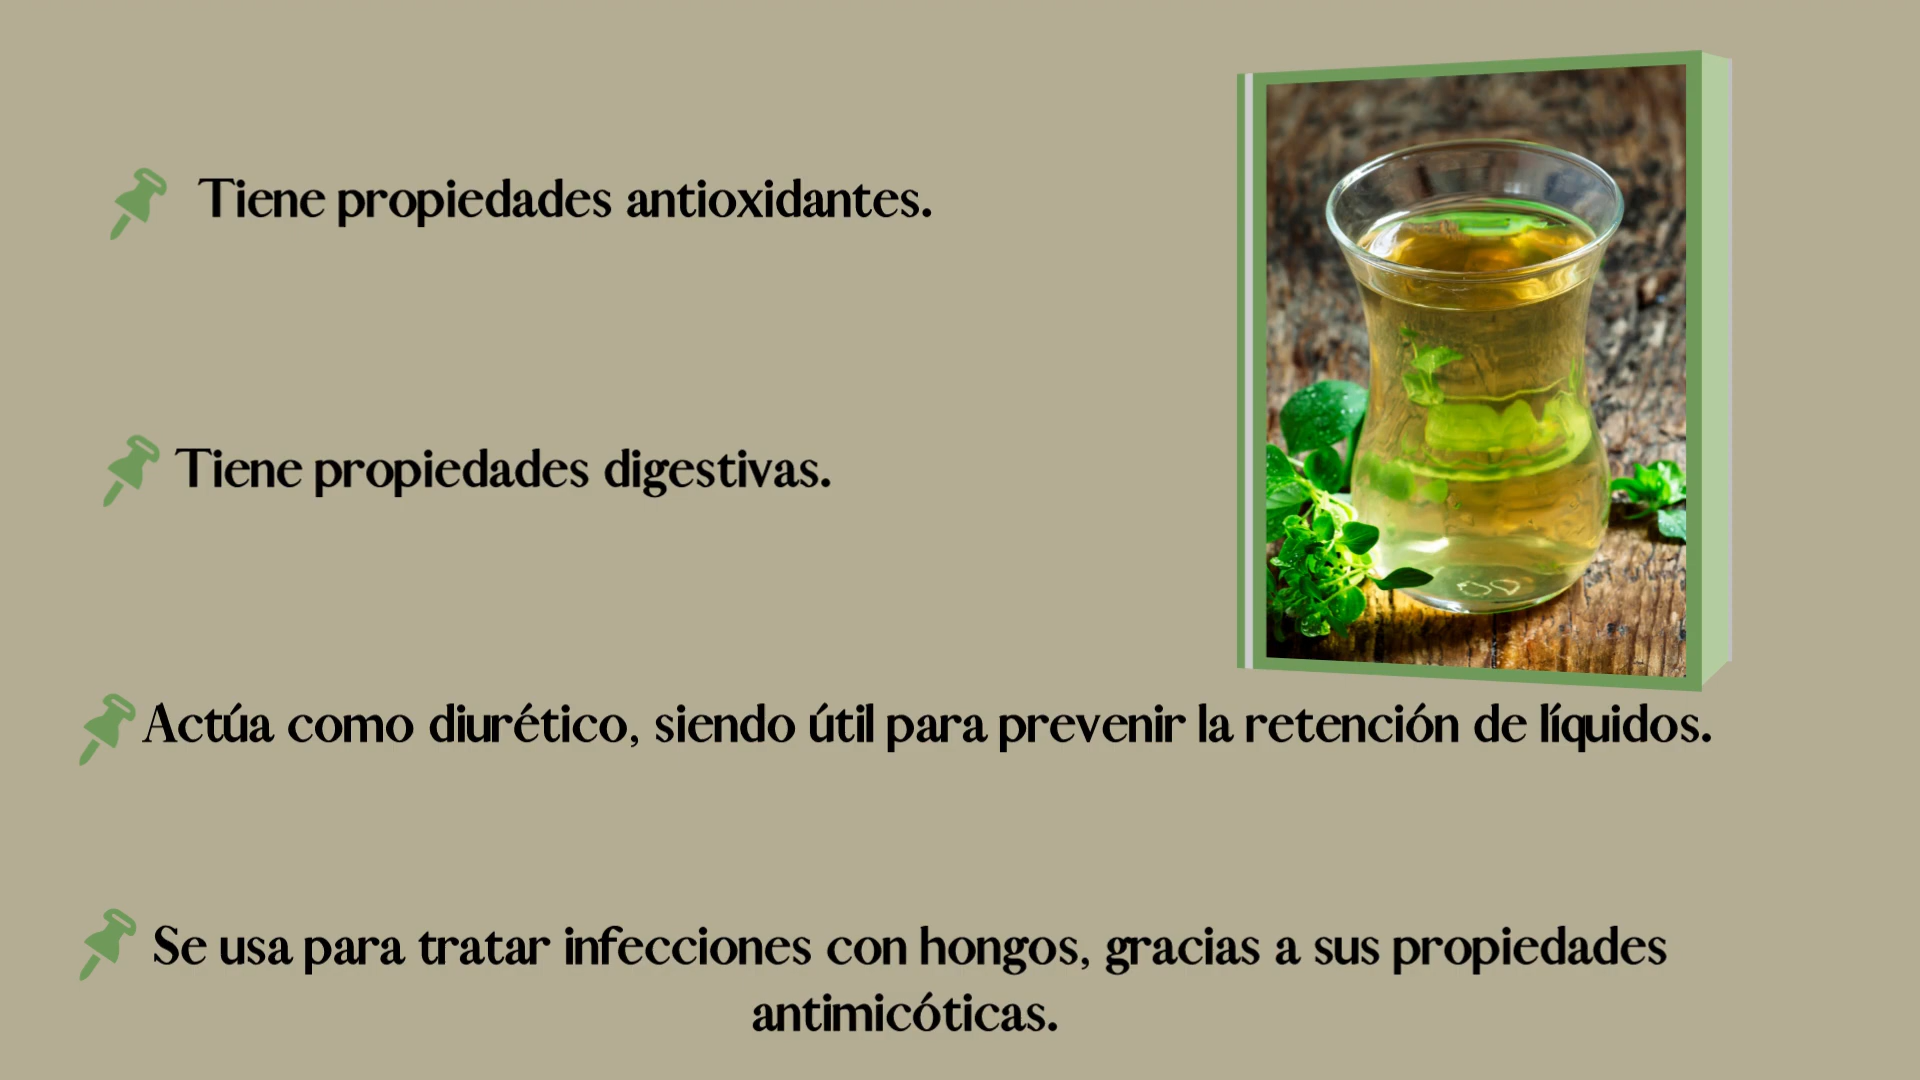 Tiene propiedades antioxidantes.
Tiene propiedades digestivas.
Actúa como diurético, siendo útil para prevenir la retención de líquidos.
Se usa para tratar infecciones con hongos, gracias a sus propiedades
antimicóticas.